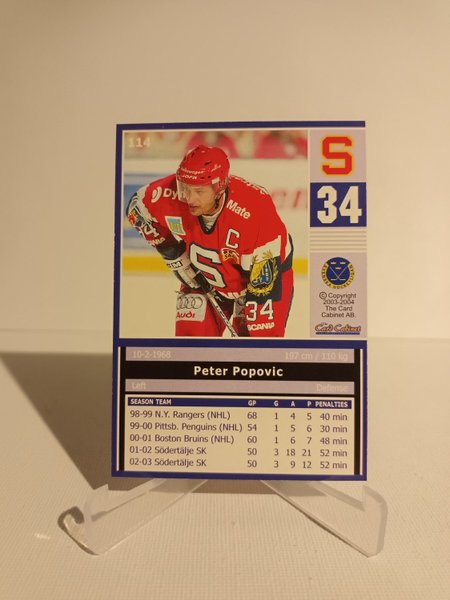 114
S
34
© Copyright
2003-2004
The Card
Cabinet AB.
Card Cabinet
Mate
C
S
34
Audi
34
SCANIA
10-2-1968 197 cm / 110 kg
Peter Popovic
Left Defense
SEASON TEAM GP G A P PENALTIES
98-99 N.Y. Rangers (NHL) 68 1 4 5 40 min
99-00 Pittsb. Penguins (NHL) 54 1 5 6 30 min
00-01 Boston Bruins (NHL) 60 1 6 7 48 min
01-02 Södertälje SK 50 3 18 21 52 min
02-03 Södertälje SK 50 3 9 12 52 min